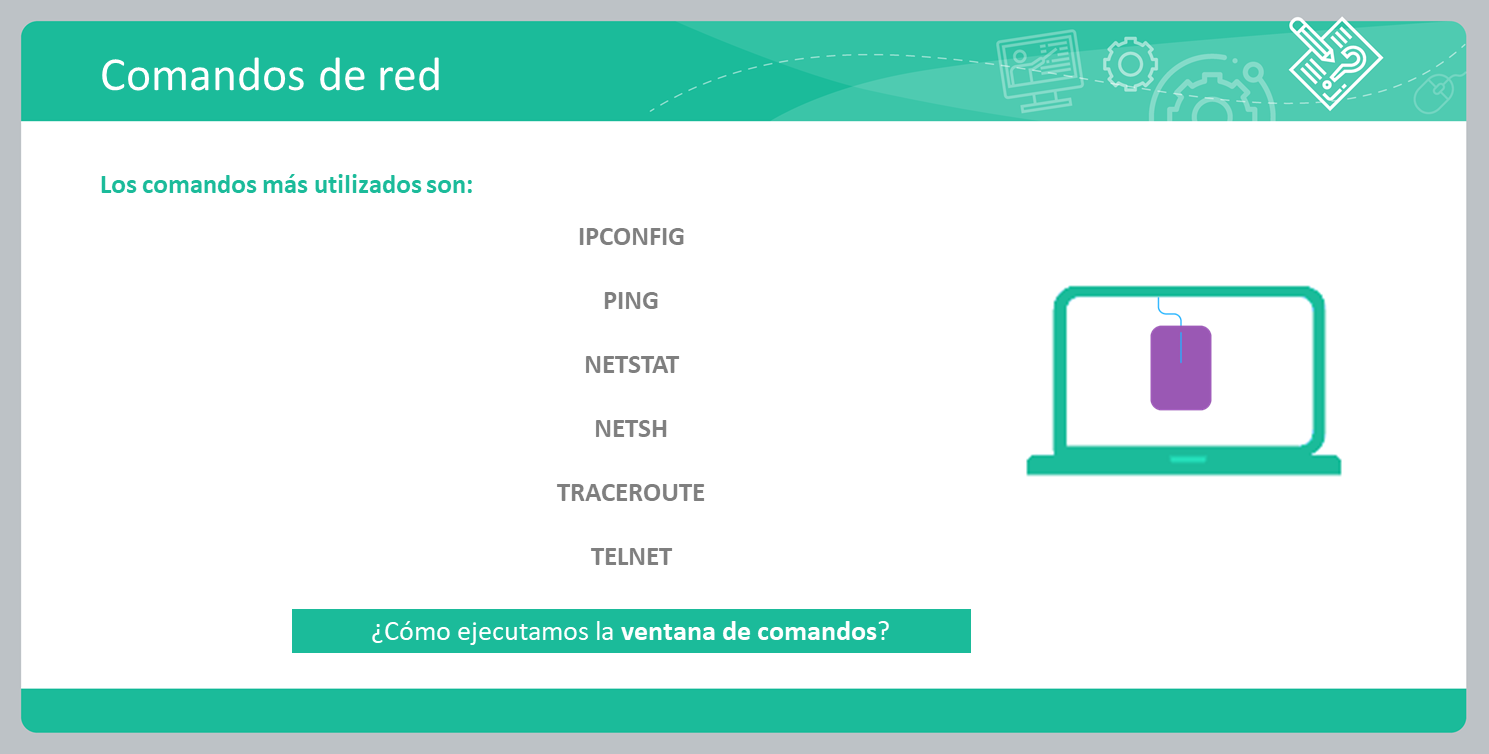 Comandos de red
Los comandos más utilizados son:
IPCONFIG
PING
NETSTAT
NETSH
TRACEROUTE
TELNET
¿Cómo ejecutamos la ventana de comandos?